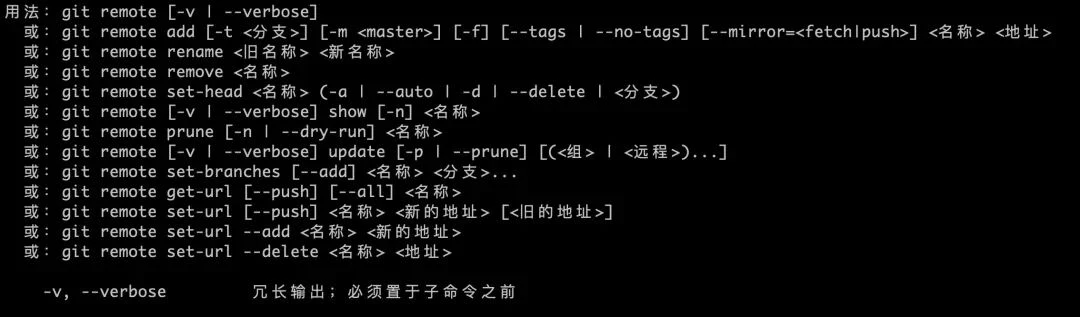 用法：git remote [-v | --verbose]
或：git remote add [-t <分支>] [-m <master>] [-f] [--tags | --no-tags] [--mirror=<fetch|push>] <名称> <地址>
或：git remote rename <旧名称> <新名称>
或：git remote remove <名称>
或：git remote set-head <名称> (-a | --auto | -d | --delete | <分支>)
或：git remote [-v | --verbose] show [-n] <名称>
或：git remote prune [-n | --dry-run] <名称>
或：git remote [-v | --verbose] update [-p | --prune] [(<组> | <远程>)...]
或：git remote set-branches [--add] <名称> <分支>...
或：git remote get-url [--push] [--all] <名称>
或：git remote set-url [--push] <名称> <新的地址> [<旧的地址>]
或：git remote set-url --add <名称> <新的地址>
或：git remote set-url --delete <名称> <地址>
-v, --verbose 冗长输出；必须置于子命令之前